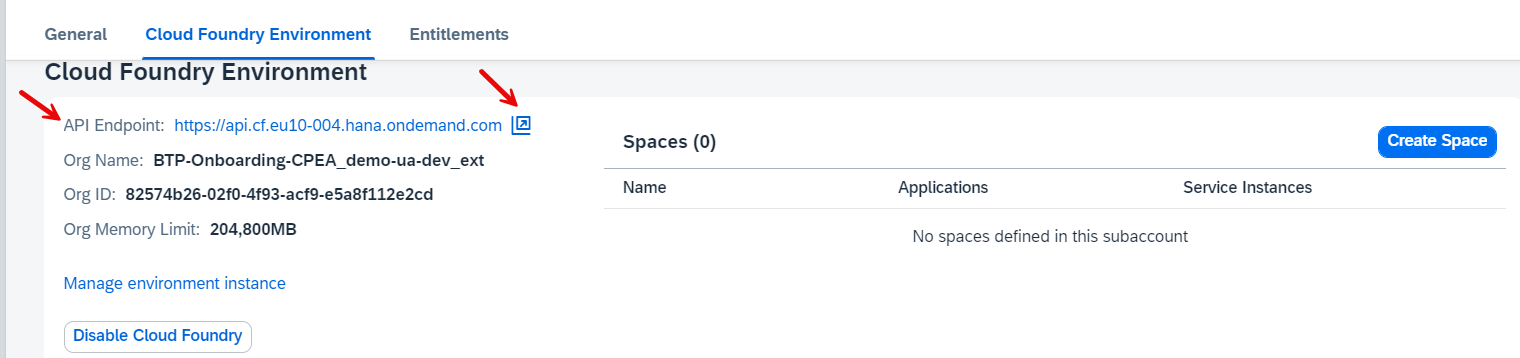 General Cloud Foundry Environment Entitlements
Cloud Foundry Environment
API Endpoint: https://api.cf.eu10-004.hana.ondemand.com
Org Name: BTP-Onboarding-CPEA_demo-ua-dev_ext
Org ID: 82574b26-02f0-4f93-acf9-e5a8f112e2cd
Org Memory Limit: 204,800MB
Manage environment instance
Disable Cloud Foundry
Spaces (0) Create Space
Name Applications Service Instances
No spaces defined in this subaccount